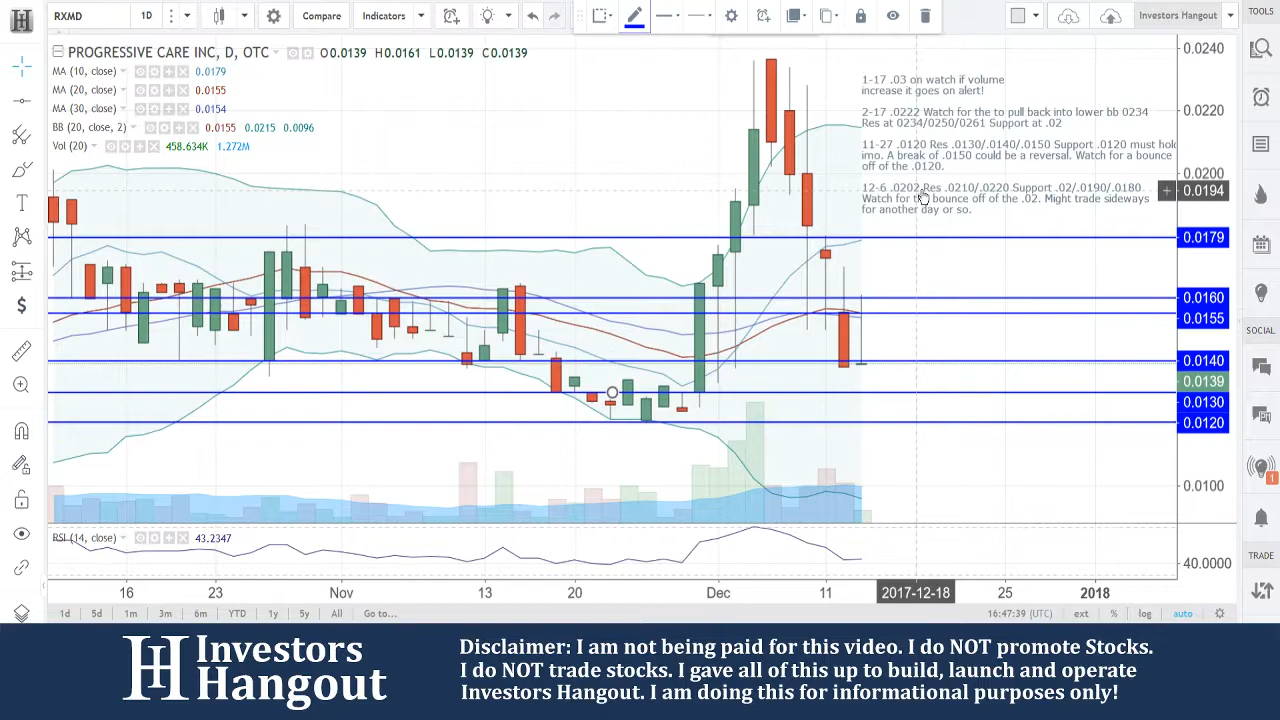 RXMD 1D Compare Indicators Investors Hangout
TOOLS
PROGRESSIVE CARE INC, D, OTC O0.0139 H0.0161 L0.0139 C0.0139
MA (10, close) 0.0179
MA (20, close) 0.0155
MA (30, close) 0.0154
BB (20, close, 2) 0.0155 0.0215 0.0096
Vol (20) 458.634K 1.272M
1-17 .03 on watch if volume
increase it goes on alert!
2-17 .0222 Watch for the to pull back into lower bb 0234
Res at 0234/0250/0261 Support at .02
11-27 .0120 Res .0130/.0140/.0150 Support .0120 must hold
imo. A break of .0150 could be a reversal. Watch for a bounce
off of the .0120.
12-6 .0202 Res .0210/.0220 Support .02/.0190/.0180
Watch for the bounce off of the .02. Might trade sideways
for another day or so.
0.0240
0.0220
0.0200
0.0194
0.0179
0.0160
0.0155
0.0140
0.0139
0.0130
0.0120
0.0100
SOCIAL
1
TRADE
RSI (14, close) 43.2347
40.0000
16 23 Nov 13 20 Dec 11 2017-12-18 25 2018
1d 5d 1m 3m 6m YTD 1y 5y All Go to... 16:47:39 (UTC) ext % log auto
H
Investors
Hangout
Disclaimer: I am not being paid for this video. I do NOT promote Stocks.
I do NOT trade stocks. I gave all of this up to build, launch and operate
Investors Hangout. I am doing this for informational purposes only!